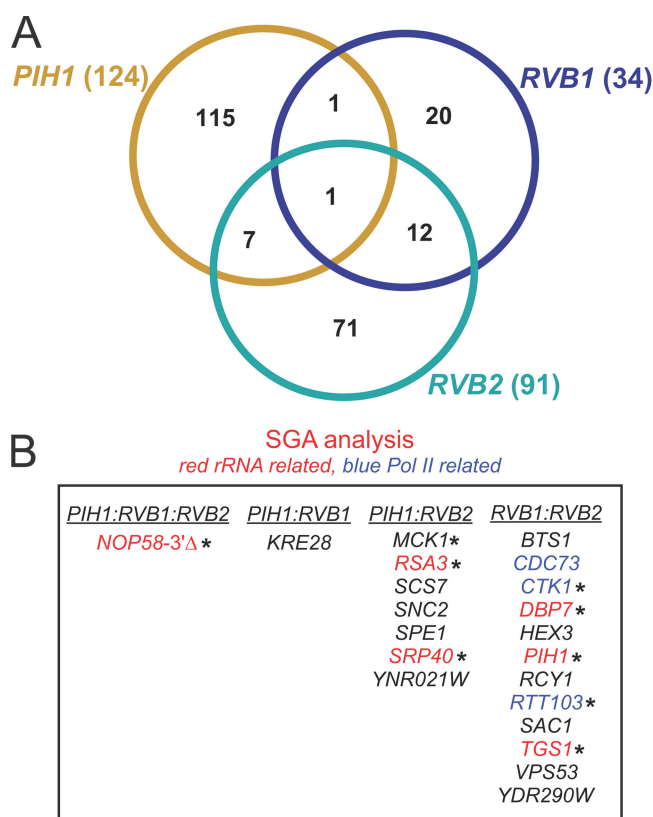 A
PIH1 (124)
RVB1 (34)
115
1
20
1
7
12
71
RVB2 (91)
B
SGA analysis
red rRNA related, blue Pol II related
PIH1:RVB1:RVB2
NOP58-3'Δ*
PIH1:RVB1
KRE28
PIH1:RVB2
MCK1*
RSA3*
SCS7
SNC2
SPE1
SRP40*
YNR021W
RVB1:RVB2
BTS1
CDC73
CTK1*
DBP7*
HEX3
PIH1*
RCY1
RTT103*
SAC1
TGS1*
VPS53
YDR290W